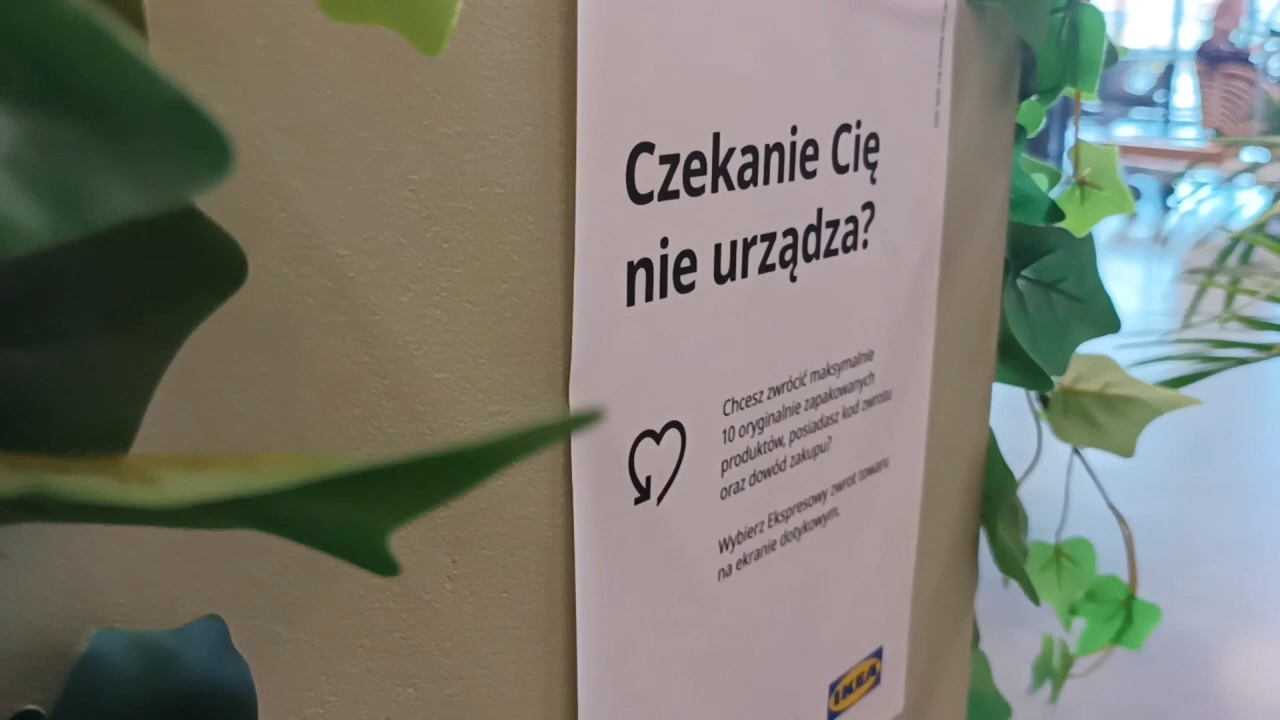 Czekanie Cię
nie urządza?
Chcesz zwrócić maksymalnie
10 oryginalnie zapakowanych
produktów, posiadasz kod zwrotu
oraz dowód zakupu?
Wybierz Ekspresowy zwrot towaru
na ekranie dotykowym.
IKEA